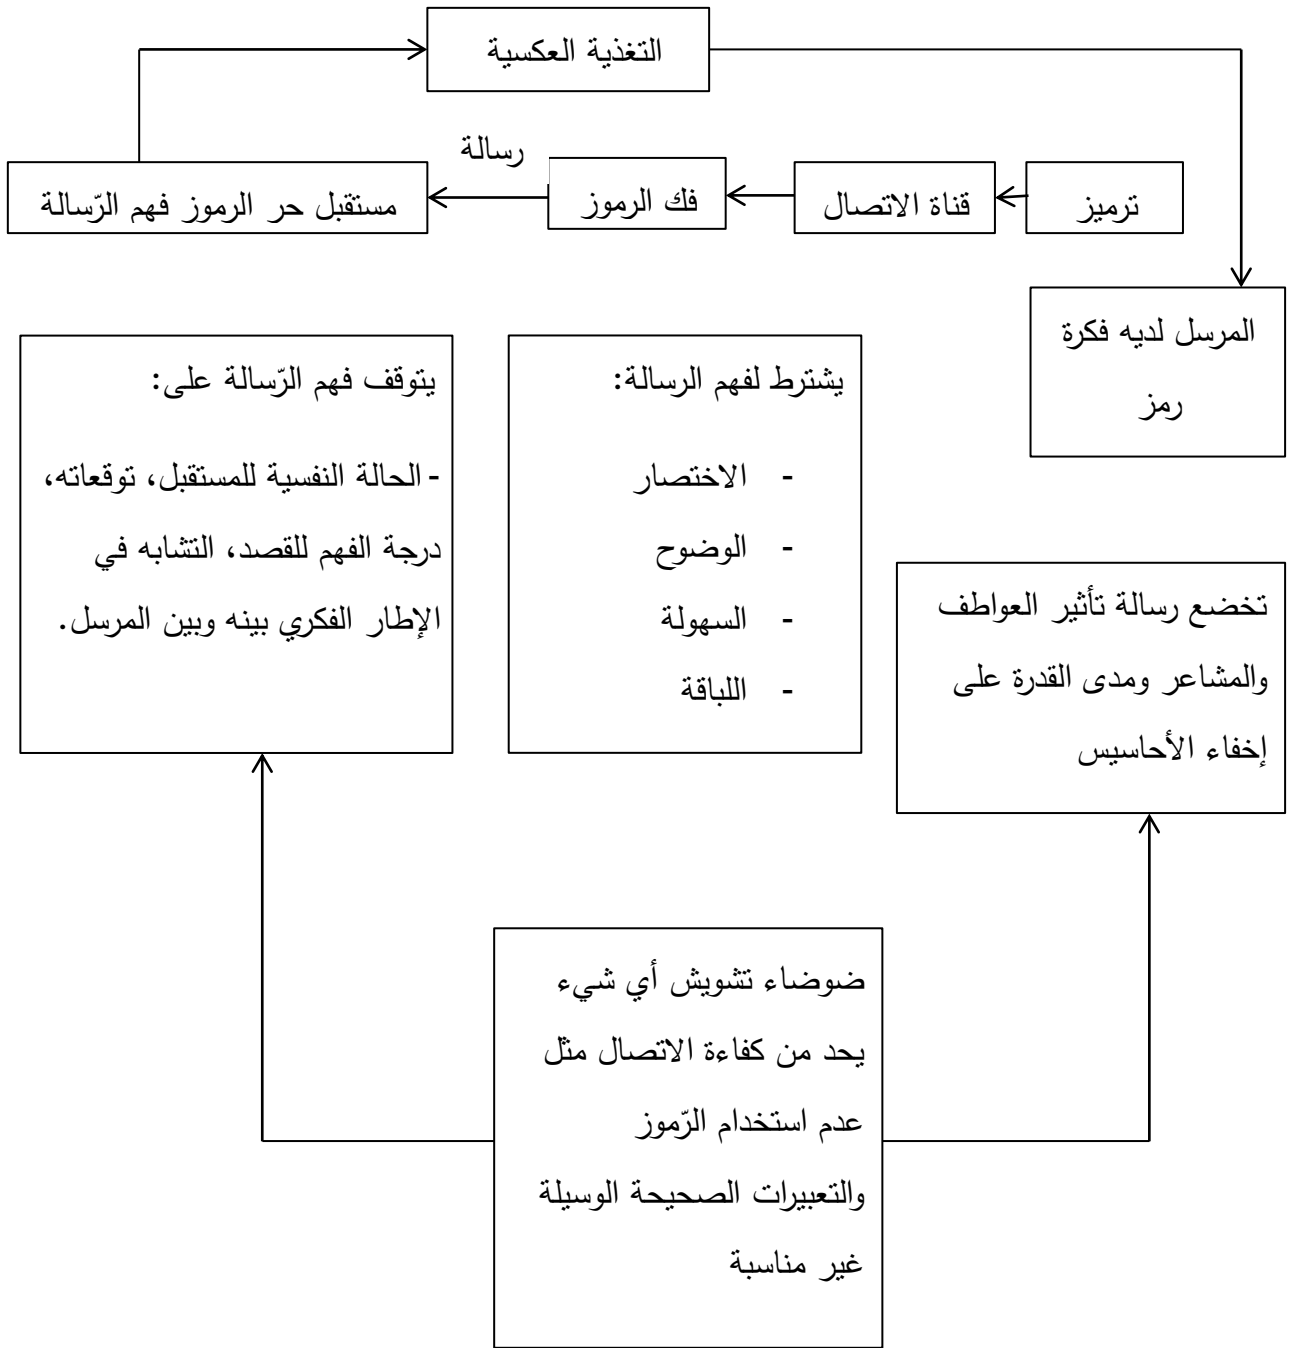 التغذية العكسية
رسالة
ترميز
قناة الاتصال
فك الرموز
مستقبل حر الرموز فهم الرّسالة
المرسل لديه فكرة
رمز
يشترط لفهم الرسالة:
- الاختصار
- الوضوح
- السهولة
- اللباقة
يتوقف فهم الرّسالة على:
- الحالة النفسية للمستقبل، توقعاته،
درجة الفهم للقصد، التشابه في
الإطار الفكري بينه وبين المرسل.
تخضع رسالة تأثير العواطف
والمشاعر ومدى القدرة على
إخفاء الأحاسيس
ضوضاء تشويش أي شيء
يحد من كفاءة الاتصال مثل
عدم استخدام الرّموز
والتعبيرات الصحيحة الوسيلة
غير مناسبة